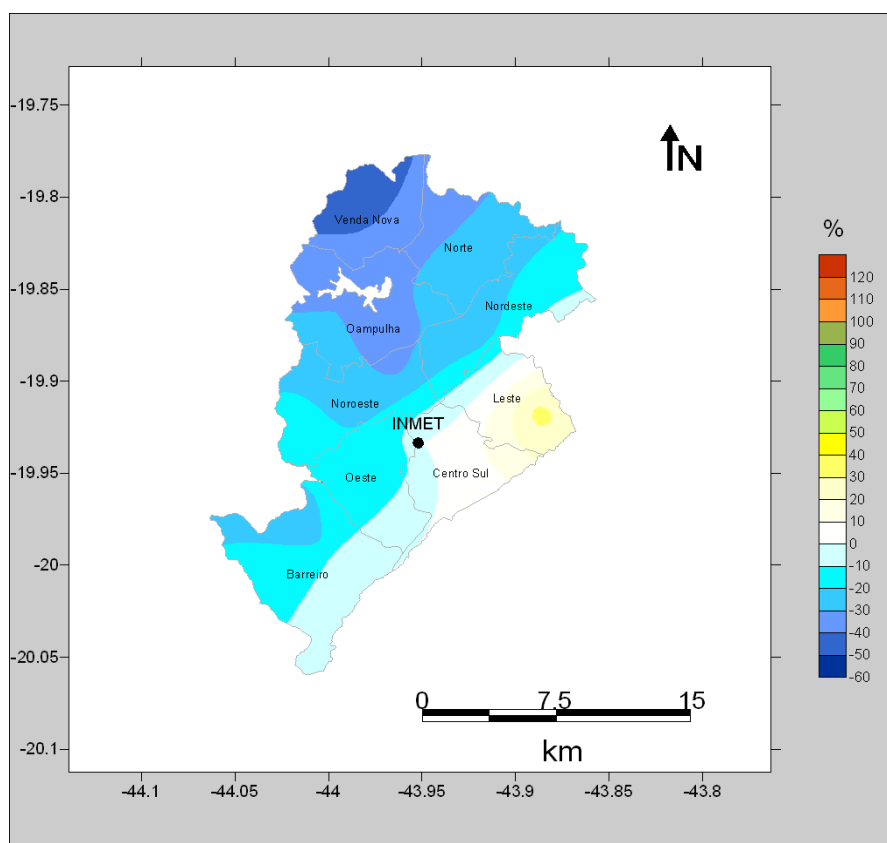 -19.75
-19.8
-19.85
-19.9
-19.95
-20
-20.05
-20.1
-44.1
-44.05
-44
-43.95
-43.9
-43.85
-43.8
N
Venda Nova
Norte
Nordeste
Oampulha
Noroeste
Leste
INMET
Oeste
Centro Sul
Barreiro
0 7.5 15
km
%
120
110
100
90
80
70
60
50
40
30
20
10
0
-10
-20
-30
-40
-50
-60